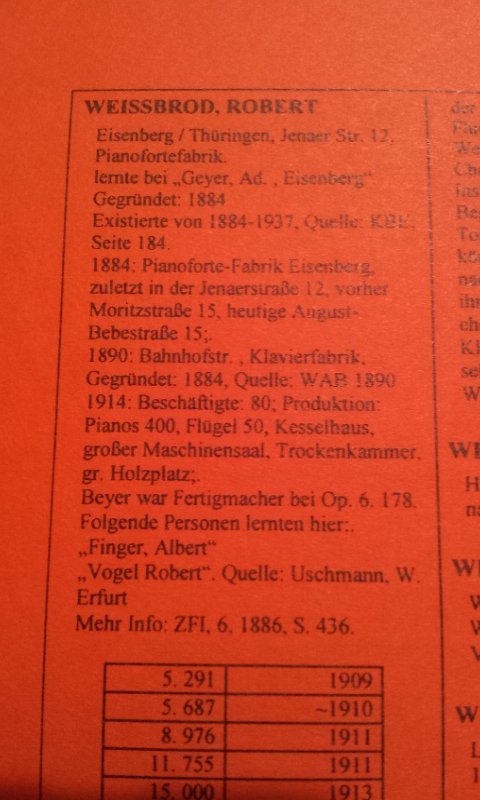 WEISSBROD, ROBERT
Eisenberg / Thüringen, Jenaer Str. 12.
Pianofortefabrik.
lernte bei „Geyer, Ad. , Eisenberg“
Gegründet: 1884
Existierte von 1884-1937, Quelle: KBE,
Seite 184.
1884: Pianoforte-Fabrik Eisenberg,
zuletzt in der Jenaerstraße 12, vorher
Moritzstraße 15, heutige August-
Bebestraße 15;.
1890: Bahnhofstr. , Klavierfabrik,
Gegründet: 1884, Quelle: WAB 1890
1914: Beschäftigte: 80; Produktion:
Pianos 400, Flügel 50, Kesselhaus,
großer Maschinensaal, Trockenkammer,
gr. Holzplatz;.
Beyer war Fertigmacher bei Op. 6. 178.
Folgende Personen lernten hier:.
„Finger, Albert“
„Vogel Robert“. Quelle: Uschmann, W.
Erfurt
Mehr Info: ZFI, 6, 1886, S. 436.
5. 291 1909
5. 687 ~1910
8. 976 1911
11. 755 1911
15. 000 1913
der